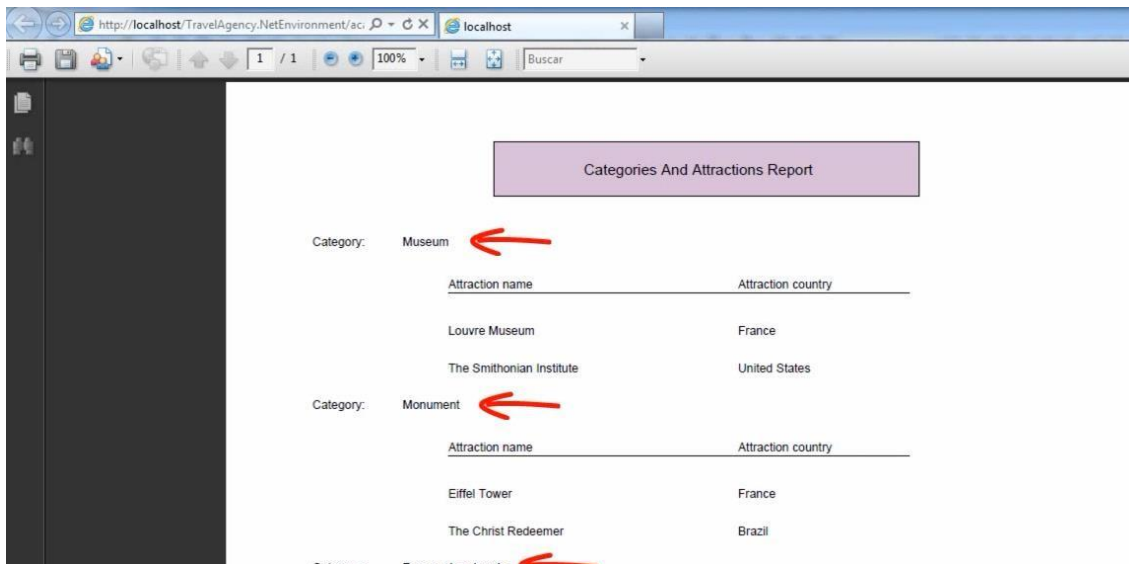 http://localhost/TravelAgency.NetEnvironment/ac
localhost
1 / 1
100%
Buscar
Categories And Attractions Report
Category: Museum
Attraction name Attraction country
Louvre Museum France
The Smithonian Institute United States
Category: Monument
Attraction name Attraction country
Eiffel Tower France
The Christ Redeemer Brazil